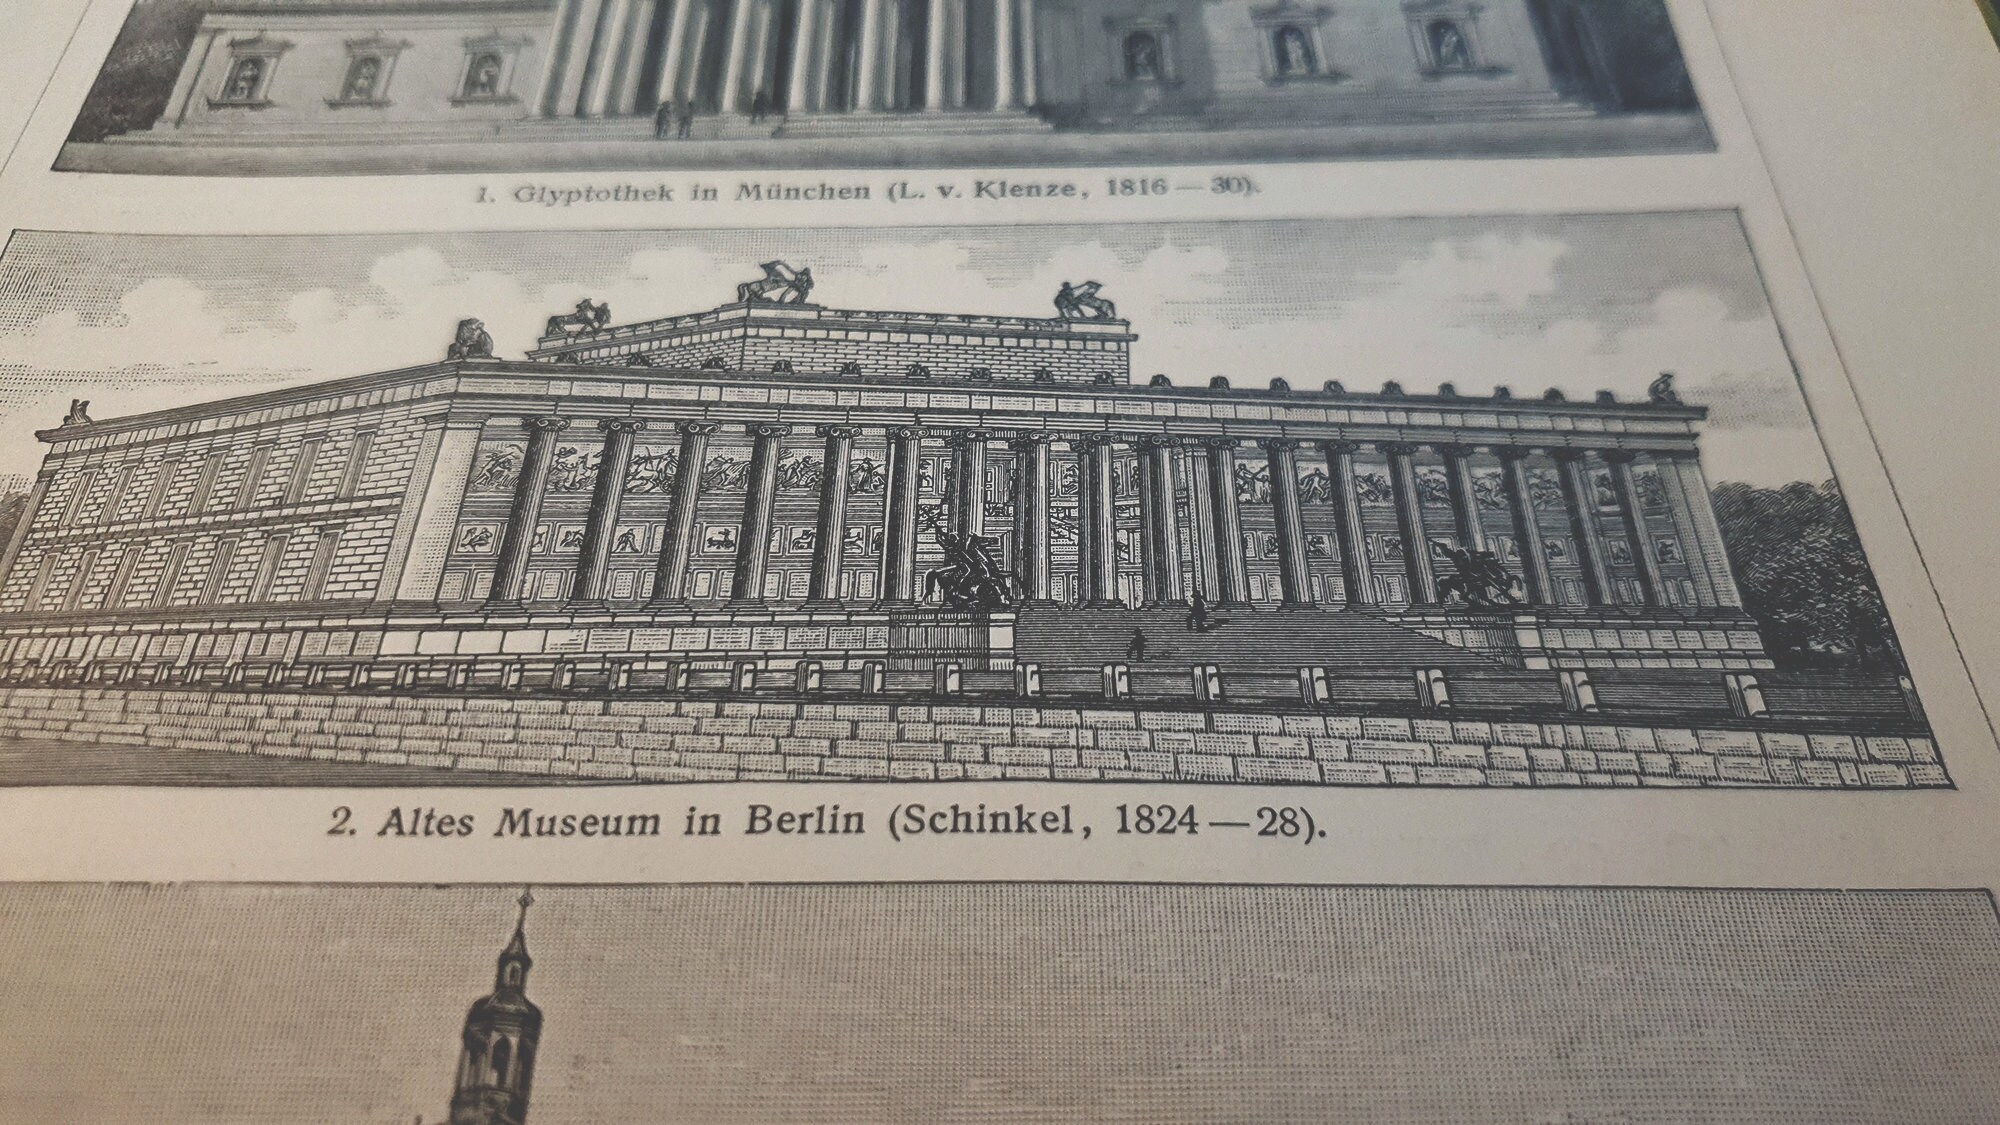 1. Glyptothek in München (L. v. Klenze, 1816 — 30).
2. Altes Museum in Berlin (Schinkel, 1824 — 28).